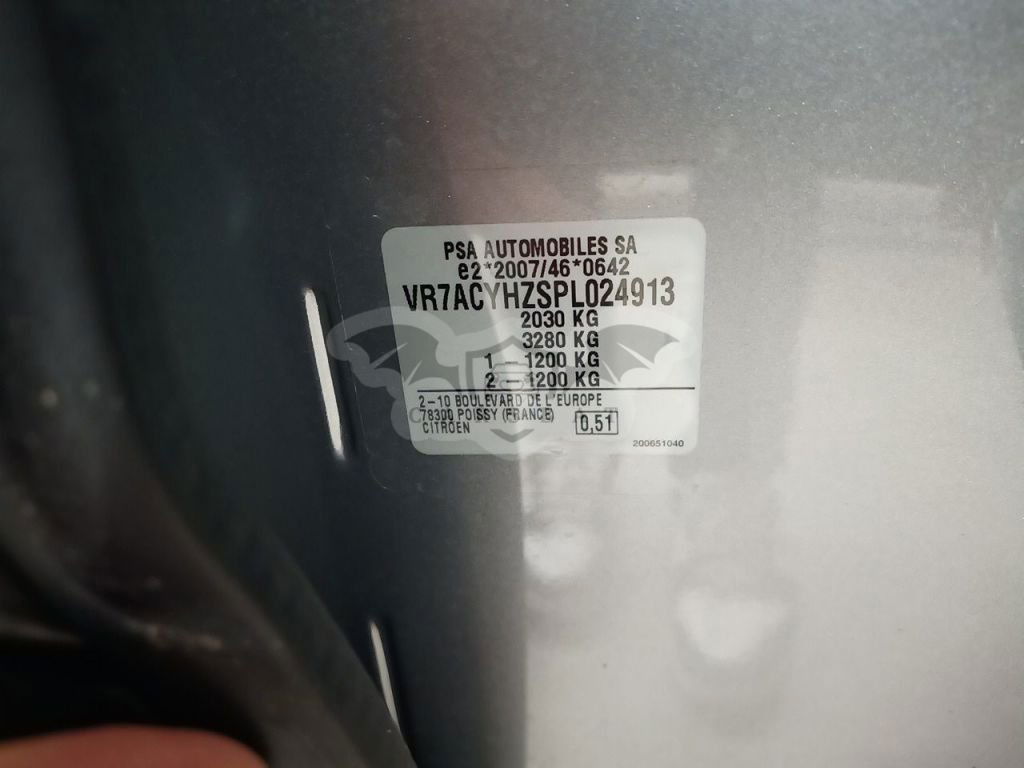 PSA AUTOMOBILES SA
e2*2007/46*0642
VR7ACYHZSPL024913
2030 KG
3280 KG
1 – 1200 KG
2 – 1200 KG
2–10 BOULEVARD DE L'EUROPE
78300 POISSY (FRANCE)
CITROEN
0,51
200651040